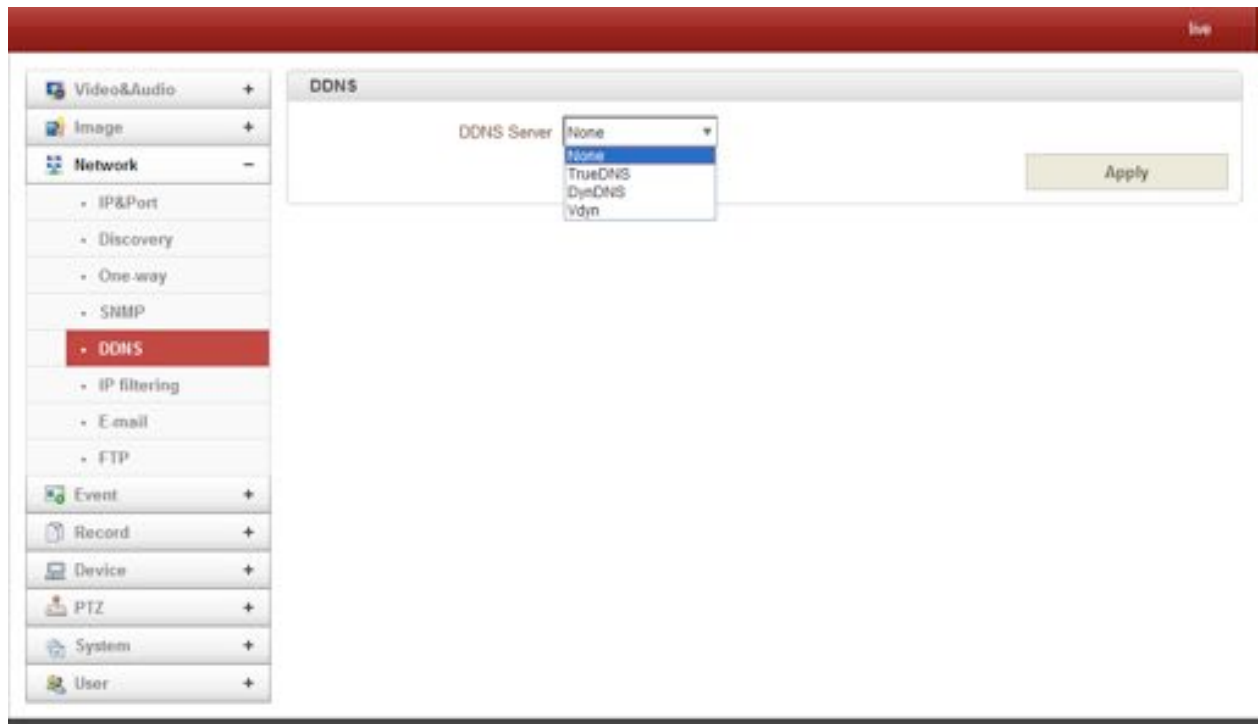 live
Video&Audio +
Image +
Network −
IP&Port
Discovery
One-way
SNMP
DDNS
IP filtering
E-mail
FTP
Event +
Record +
Device +
PTZ +
System +
User +
DDNS
DDNS Server None
None
TrueDNS
DynDNS
Vdyn
Apply